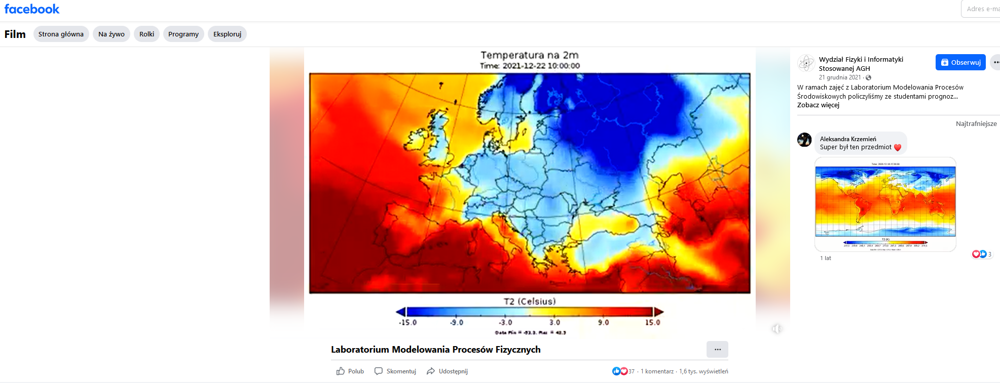 facebook
Adres e-ma
Film
Strona główna
Na żywo
Rolki
Programy
Eksploruj
Temperatura na 2m
Time: 2021-12-22 10:00:00
T2 (Celsius)
-15.0 -9.0 -3.0 3.0 9.0 15.0
Laboratorium Modelowania Procesów Fizycznych
...
Polub
Skomentuj
Udostępnij
37 · 1 komentarz · 1,6 tys. wyświetleń
Wydział Fizyki i Informatyki
Stosowanej AGH
Obserwuj
21 grudnia 2021 ·
W ramach zajęć z Laboratorium Modelowania Procesów
Środowiskowych policzyliśmy ze studentami prognoz...
Zobacz więcej
Najtrafniejsze
Aleksandra Krzemień
Super był ten przedmiot ❤️
T2 (K)
1 lat
3